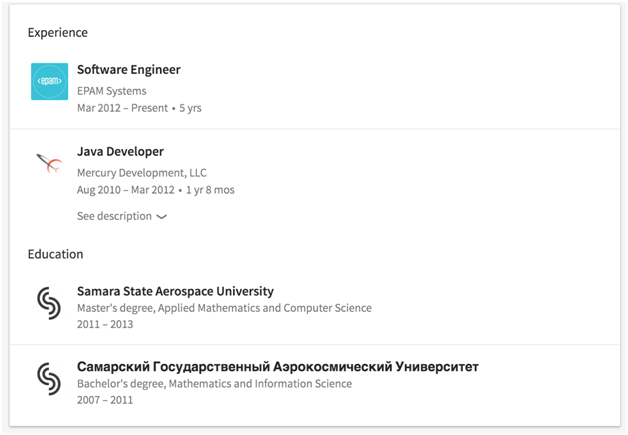 Experience
<epam>
Software Engineer
EPAM Systems
Mar 2012 – Present • 5 yrs
Java Developer
Mercury Development, LLC
Aug 2010 – Mar 2012 • 1 yr 8 mos
See description
Education
Samara State Aerospace University
Master's degree, Applied Mathematics and Computer Science
2011 – 2013
Самарский Государственный Аэрокосмический Университет
Bachelor's degree, Mathematics and Information Science
2007 – 2011